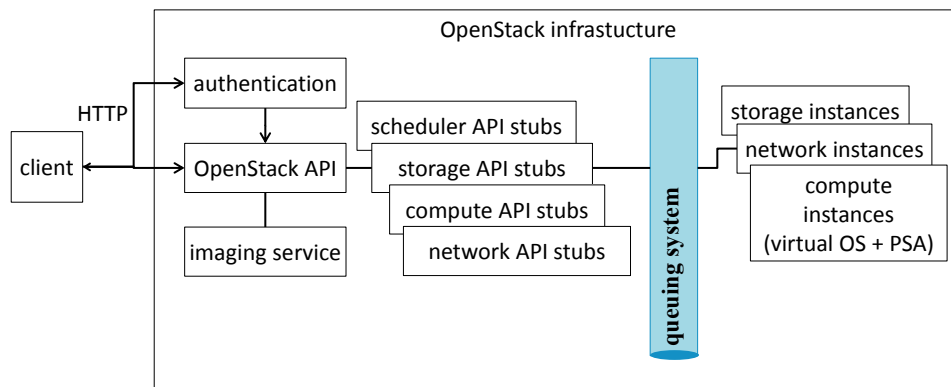 OpenStack infrastucture
authentication
HTTP
client
OpenStack API
imaging service
scheduler API stubs
storage API stubs
compute API stubs
network API stubs
queuing system
storage instances
network instances
compute
instances
(virtual OS + PSA)